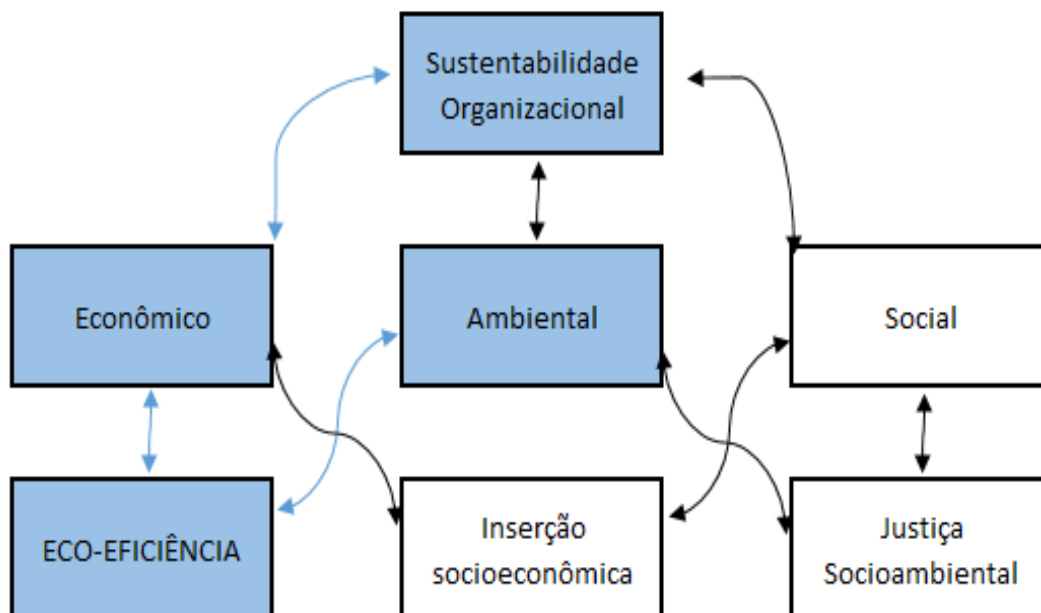 Sustentabilidade
Organizacional
Econômico
Ambiental
Social
ECO-EFICIÊNCIA
Inserção
socioeconômica
Justiça
Socioambiental